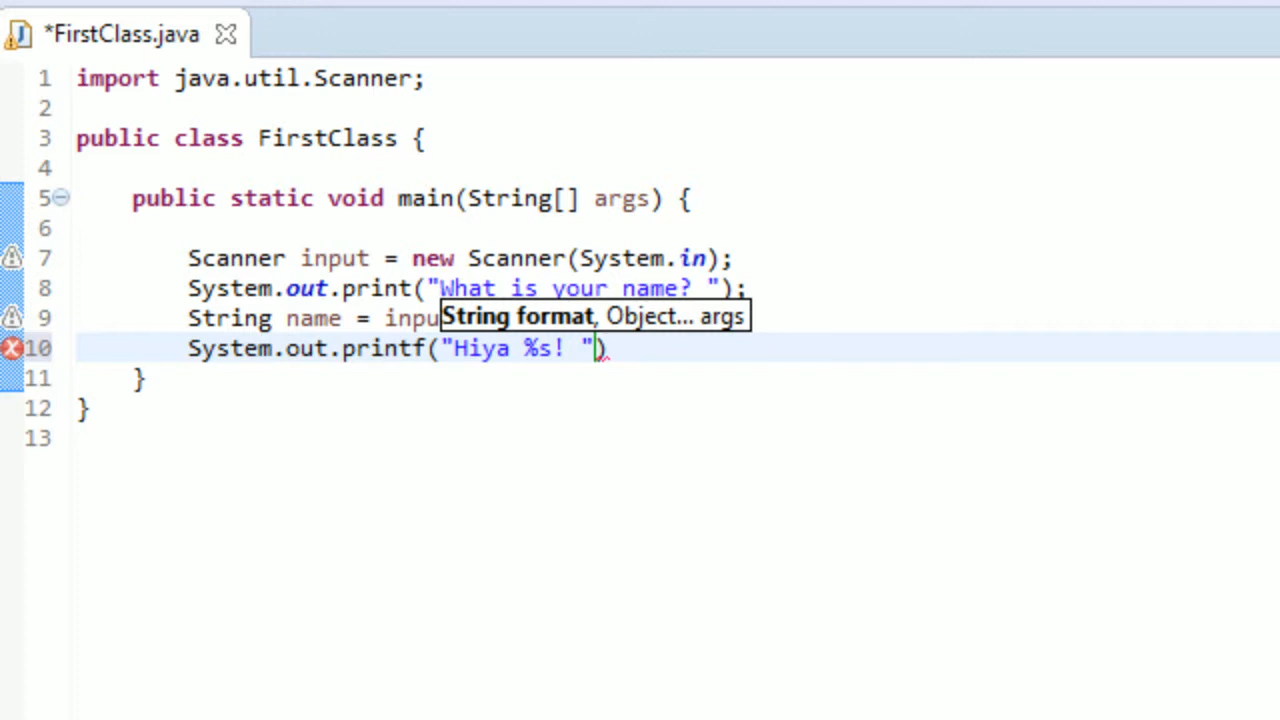 *FirstClass.java
1 import java.util.Scanner;
2
3 public class FirstClass {
4
5 public static void main(String[] args) {
6
7 Scanner input = new Scanner(System.in);
8 System.out.print("What is your name? ");
9 String name = inpu
String format, Object... args
10 System.out.printf("Hiya %s! ")
11 }
12 }
13